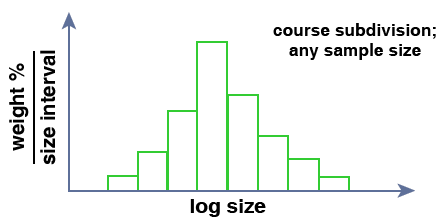 course subdivision;
any sample size
weight %
size interval
log size